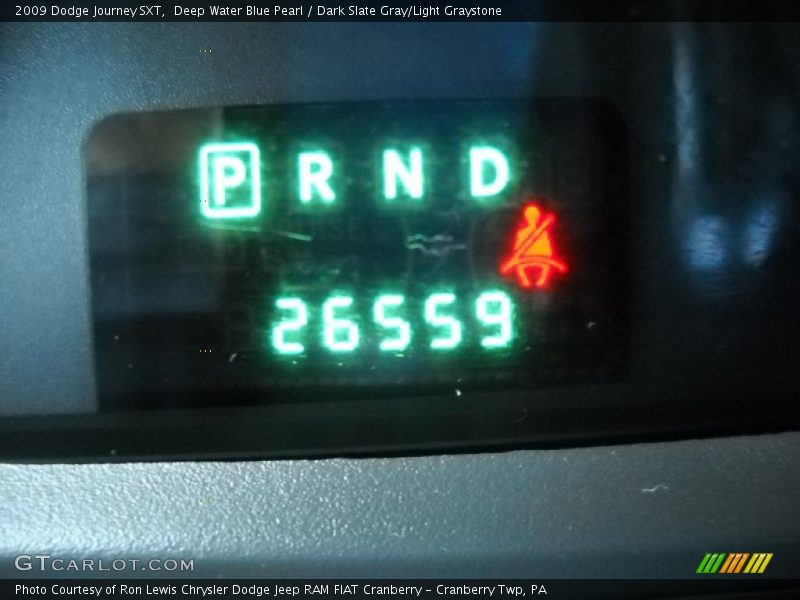 2009 Dodge Journey SXT,  Deep Water Blue Pearl / Dark Slate Gray/Light Graystone
P R N D
26559
GTCARLOT.COM
Photo Courtesy of Ron Lewis Chrysler Dodge Jeep RAM FIAT Cranberry - Cranberry Twp, PA